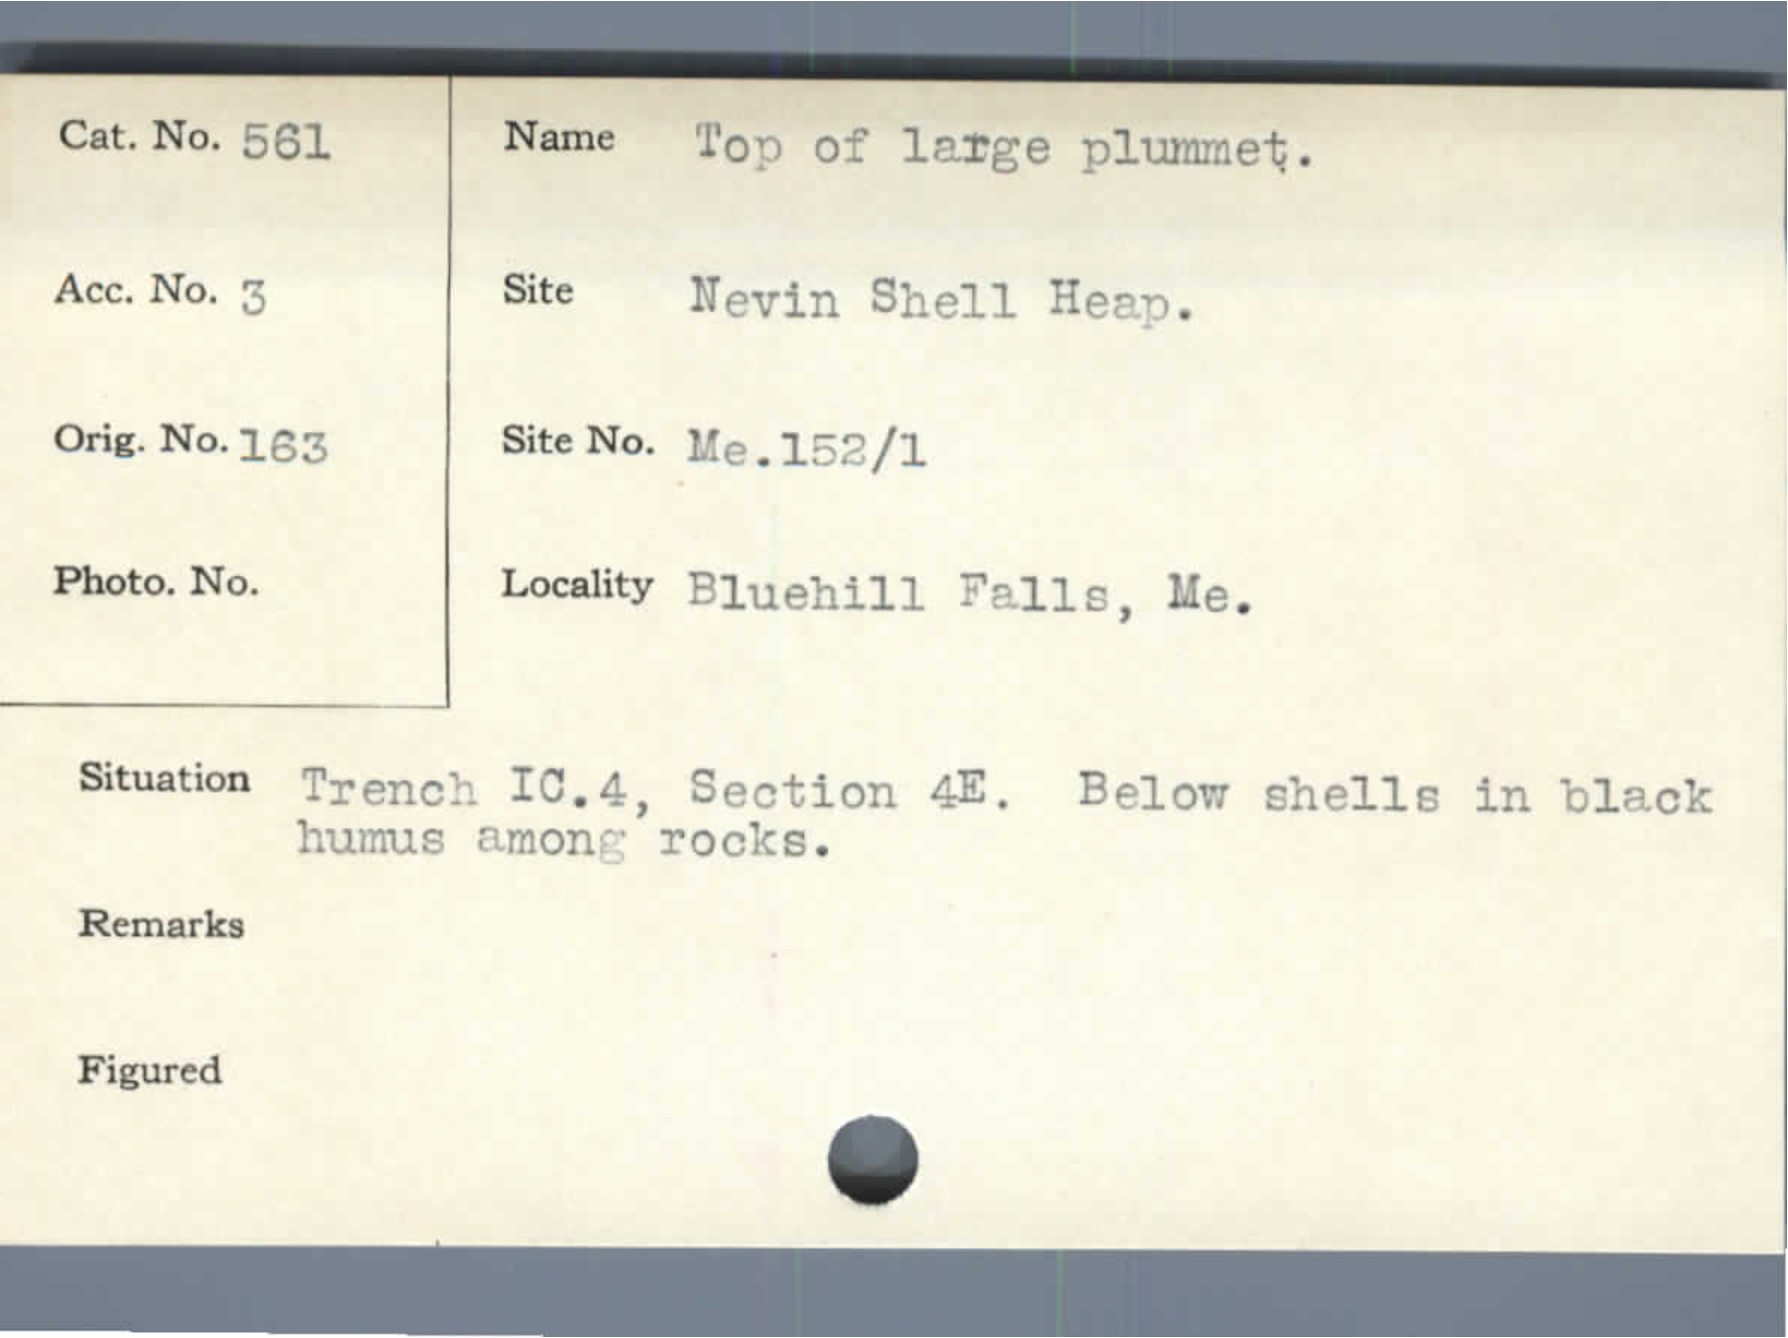 Cat. No. 561
Name Top of large plummet.
Acc. No. 3
Site Nevin Shell Heap.
Orig. No. 163
Site No. Me.152/1
Photo. No.
Locality Bluehill Falls, Me.
Situation Trench IC.4, Section 4E. Below shells in black
humus among rocks.
Remarks
Figured